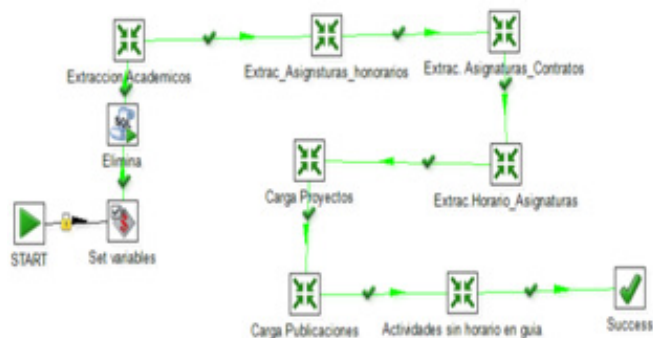 Extraccion Academicos
Extrac_Asignsturas_honorarios
Extrac. Asignaturas_Contratos
SQL
Elimina
Carga Proyectos
Extrac.Horario_Asignaturas
START
Set variables
Carga Publicaciones
Actividades sin horario en guia
Success